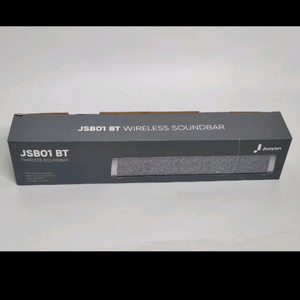 JSB01 BT WIRELESS SOUNDBAR
JSB01 BT
WIRELESS SOUNDBAR
Jeayon